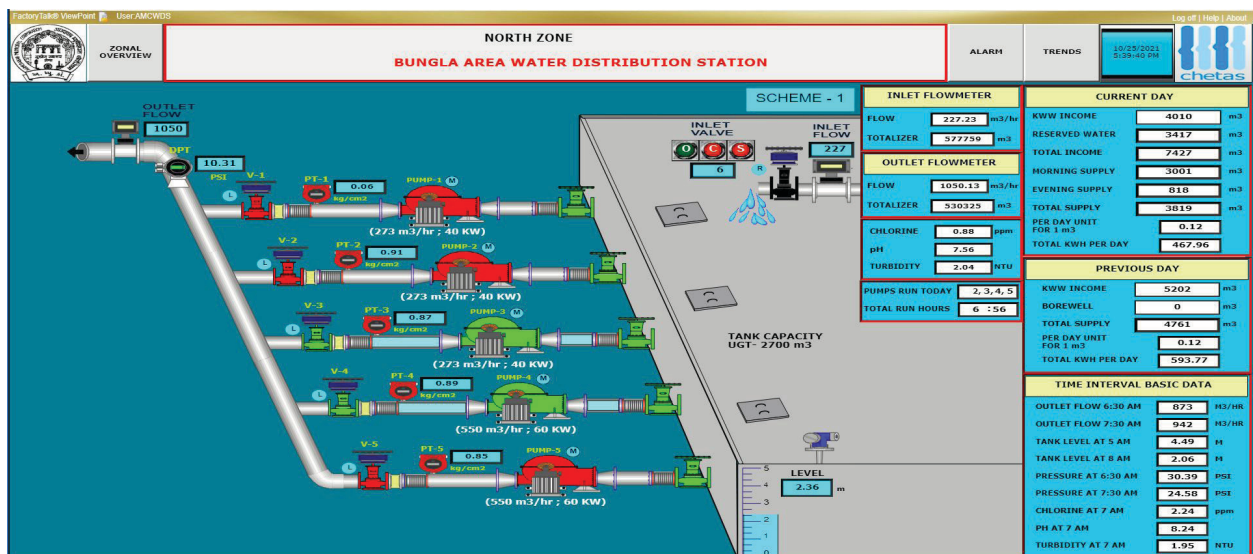 FactoryTalk® ViewPoint User:AMCWDS
Log off | Help | About
ZONAL OVERVIEW
NORTH ZONE
BUNGLA AREA WATER DISTRIBUTION STATION
ALARM
TRENDS
10/25/2021
5:39:40 PM
chetas
SCHEME - 1
OUTLET FLOW
1050
DPT
10.31
PSI
V-1
L
PT-1
0.06
kg/cm2
PUMP-1 M
(273 m3/hr ; 40 KW)
V-2
L
PT-2
0.91
kg/cm2
PUMP-2 M
(273 m3/hr ; 40 KW)
V-3
L
PT-3
0.87
kg/cm2
PUMP-3 M
(273 m3/hr ; 40 KW)
V-4
L
PT-4
0.89
kg/cm2
PUMP-4 M
(550 m3/hr ; 60 KW)
V-5
L
PT-5
0.85
kg/cm2
PUMP-5 M
(550 m3/hr ; 60 KW)
INLET VALVE
O C S
6
R
INLET FLOW
227
TANK CAPACITY
UGT- 2700 m3
LEVEL
2.36 m
5
4
3
2
1
0
INLET FLOWMETER
FLOW 227.23 m3/hr
TOTALIZER 577759 m3
OUTLET FLOWMETER
FLOW 1050.13 m3/hr
TOTALIZER 530325 m3
CHLORINE 0.88 ppm
pH 7.56
TURBIDITY 2.04 NTU
PUMPS RUN TODAY 2, 3, 4, 5
TOTAL RUN HOURS 6 :56
CURRENT DAY
KWW INCOME 4010 m3
RESERVED WATER 3417 m3
TOTAL INCOME 7427 m3
MORNING SUPPLY 3001 m3
EVENING SUPPLY 818 m3
TOTAL SUPPLY 3819 m3
PER DAY UNIT
FOR 1 m3 0.12
TOTAL KWH PER DAY 467.96
PREVIOUS DAY
KWW INCOME 5202 m3
BOREWELL 0 m3
TOTAL SUPPLY 4761 m3
PER DAY UNIT
FOR 1 m3 0.12
TOTAL KWH PER DAY 593.77
TIME INTERVAL BASIC DATA
OUTLET FLOW 6:30 AM 873 M3/HR
OUTLET FLOW 7:30 AM 942 M3/HR
TANK LEVEL AT 5 AM 4.49 M
TANK LEVEL AT 8 AM 2.06 M
PRESSURE AT 6:30 AM 30.39 PSI
PRESSURE AT 7:30 AM 24.58 PSI
CHLORINE AT 7 AM 2.24 ppm
PH AT 7 AM 8.24
TURBIDITY AT 7 AM 1.95 NTU